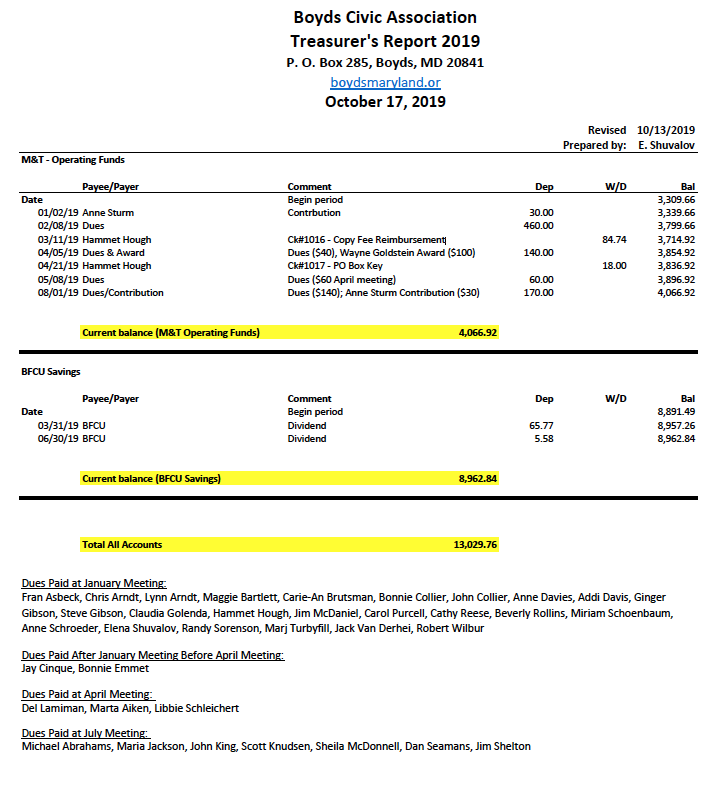 Boyds Civic Association
Treasurer's Report 2019
P. O. Box 285, Boyds, MD 20841
boydsmaryland.or
October 17, 2019
Revised 10/13/2019
Prepared by: E. Shuvalov
M&T - Operating Funds
Payee/Payer Comment Dep W/D Bal
Date Begin period 3,309.66
01/02/19 Anne Sturm Contrbution 30.00 3,339.66
02/08/19 Dues 460.00 3,799.66
03/11/19 Hammet Hough Ck#1016 - Copy Fee Reimbursement 84.74 3,714.92
04/05/19 Dues & Award Dues ($40), Wayne Goldstein Award ($100) 140.00 3,854.92
04/21/19 Hammet Hough Ck#1017 - PO Box Key 18.00 3,836.92
05/08/19 Dues Dues ($60 April meeting) 60.00 3,896.92
08/01/19 Dues/Contribution Dues ($140); Anne Sturm Contribution ($30) 170.00 4,066.92
Current balance (M&T Operating Funds) 4,066.92
BFCU Savings
Payee/Payer Comment Dep W/D Bal
Date Begin period 8,891.49
03/31/19 BFCU Dividend 65.77 8,957.26
06/30/19 BFCU Dividend 5.58 8,962.84
Current balance (BFCU Savings) 8,962.84
Total All Accounts 13,029.76
Dues Paid at January Meeting:
Fran Asbeck, Chris Arndt, Lynn Arndt, Maggie Bartlett, Carie-An Brutsman, Bonnie Collier, John Collier, Anne Davies, Addi Davis, Ginger
Gibson, Steve Gibson, Claudia Golenda, Hammet Hough, Jim McDaniel, Carol Purcell, Cathy Reese, Beverly Rollins, Miriam Schoenbaum,
Anne Schroeder, Elena Shuvalov, Randy Sorenson, Marj Turbyfill, Jack Van Derhei, Robert Wilbur
Dues Paid After January Meeting Before April Meeting:
Jay Cinque, Bonnie Emmet
Dues Paid at April Meeting:
Del Lamiman, Marta Aiken, Libbie Schleichert
Dues Paid at July Meeting:
Michael Abrahams, Maria Jackson, John King, Scott Knudsen, Sheila McDonnell, Dan Seamans, Jim Shelton